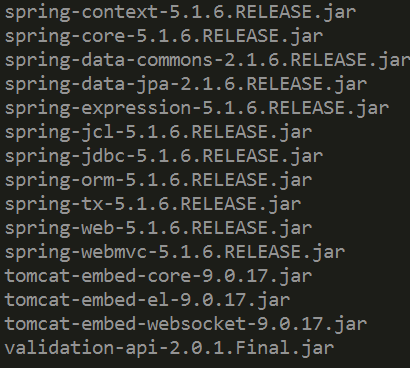 spring-context-5.1.6.RELEASE.jar
spring-core-5.1.6.RELEASE.jar
spring-data-commons-2.1.6.RELEASE.jar
spring-data-jpa-2.1.6.RELEASE.jar
spring-expression-5.1.6.RELEASE.jar
spring-jcl-5.1.6.RELEASE.jar
spring-jdbc-5.1.6.RELEASE.jar
spring-orm-5.1.6.RELEASE.jar
spring-tx-5.1.6.RELEASE.jar
spring-web-5.1.6.RELEASE.jar
spring-webmvc-5.1.6.RELEASE.jar
tomcat-embed-core-9.0.17.jar
tomcat-embed-el-9.0.17.jar
tomcat-embed-websocket-9.0.17.jar
validation-api-2.0.1.Final.jar